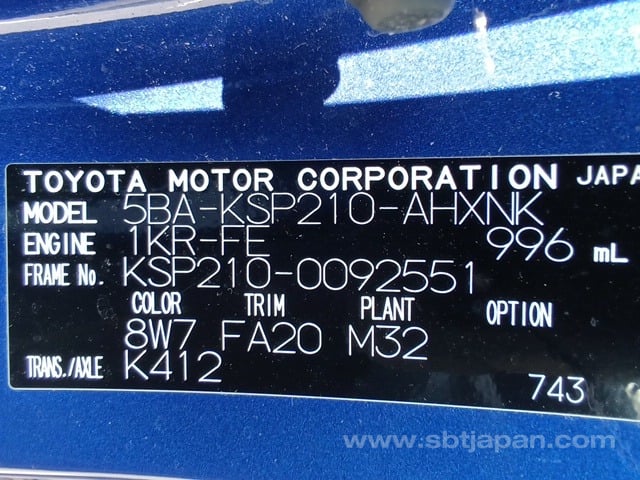 TOYOTA MOTOR CORPORATION JAPA
MODEL 5BA-KSP210-AHXNK
ENGINE 1KR-FE 996 mL
FRAME No. KSP210-0092551
COLOR TRIM PLANT OPTION
8W7 FA20 M32
TRANS./AXLE K412
743
www.sbtjapan.com